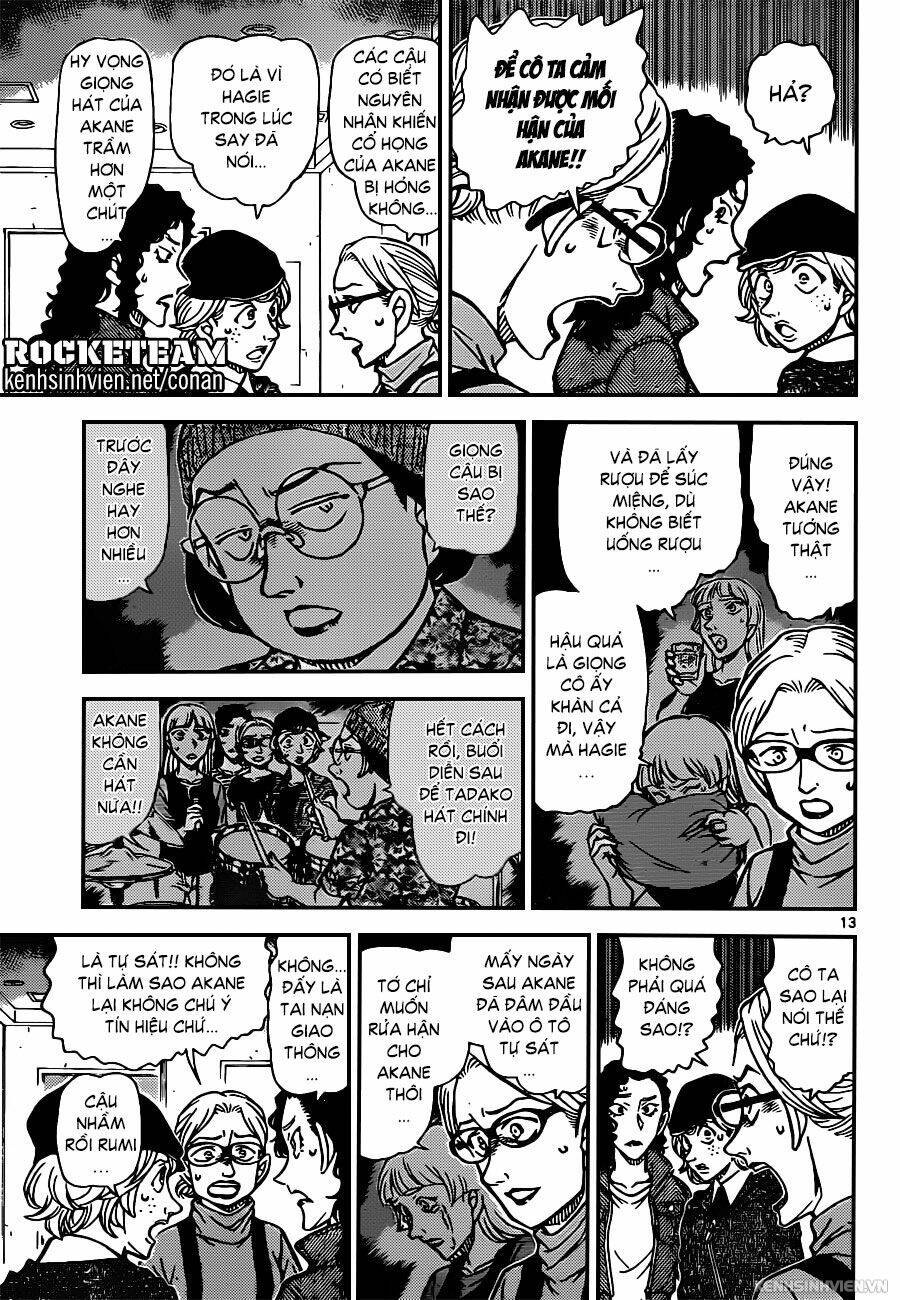 HẢ?
ĐỂ CÔ TA CẢM
NHẬN ĐƯỢC MỐI
HẬN CỦA
AKANE!!
CÁC CẬU
CÓ BIẾT
NGUYÊN
NHÂN KHIẾN
CỔ HỌNG
CỦA AKANE
BỊ HỎNG
KHÔNG...
ĐÓ LÀ VÌ
HAGIE
TRONG LÚC
SAY ĐÃ
NÓI...
HY VỌNG
GIỌNG
HÁT CỦA
AKANE
TRẦM
HƠN
MỘT
CHÚT
...
ROCKETEAM
kenhsinhvien.net/conan
ĐÚNG
VẬY!
AKANE
TƯỞNG
THẬT
...
VÀ ĐÃ LẤY
RƯỢU ĐỂ SÚC
MIỆNG, DÙ
KHÔNG BIẾT
UỐNG RƯỢU
...
HẬU QUẢ
LÀ GIỌNG
CÔ ẤY
KHÀN CẢ
ĐI, VẬY
MÀ HAGIE
...
GIỌNG
CẬU BỊ
SAO
THẾ?
TRƯỚC
ĐÂY
NGHE
HAY
HƠN
NHIỀU
...
HẾT CÁCH
RỒI, BUỔI
DIỄN SAU
ĐỂ TADAKO
HÁT CHÍNH
ĐI!
AKANE
KHÔNG
CẦN
HÁT
NỮA!!
13
CÔ TA
SAO LẠI
NÓI THẾ
CHỨ!?
KHÔNG
PHẢI QUÁ
ĐÁNG
SAO!?
MẤY NGÀY
SAU AKANE
ĐÃ ĐÂM ĐẦU
VÀO Ô TÔ
TỰ SÁT
...
TỚ CHỈ
MUỐN
RỬA HẬN
CHO
AKANE
THÔI
...
KHÔNG...
ĐẤY LÀ
TAI NẠN
GIAO
THÔNG
...
LÀ TỰ SÁT!! KHÔNG
THÌ LÀM SAO AKANE
LẠI KHÔNG CHÚ Ý
TÍN HIỆU CHỨ...
CẬU
NHẦM
RỒI RUMI
...
KENHSINHVIEN.VN